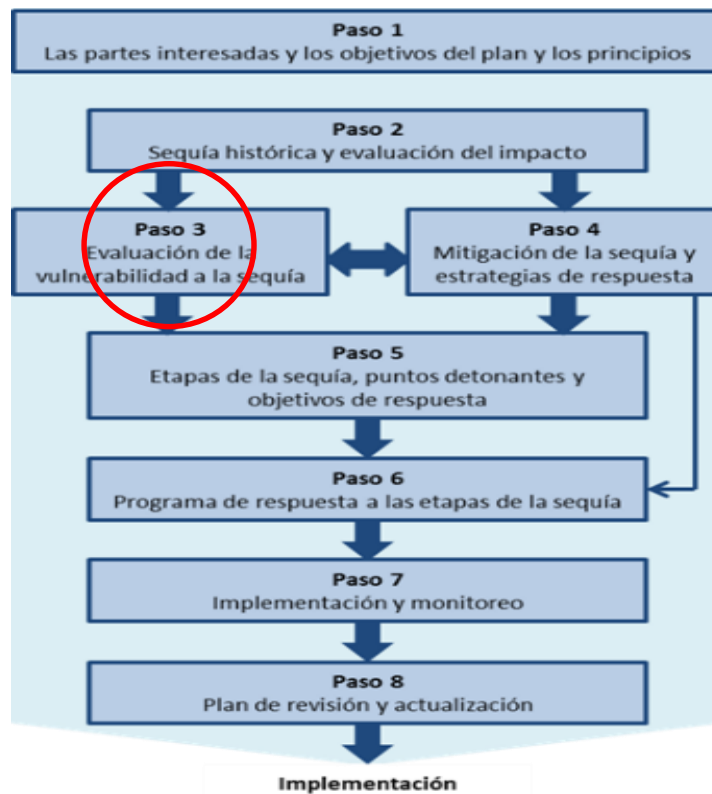 Paso 1
Las partes interesadas y los objetivos del plan y los principios
Paso 2
Sequía histórica y evaluación del impacto
Paso 3
Evaluación de la
vulnerabilidad a la sequía
Paso 4
Mitigación de la sequía y
estrategias de respuesta
Paso 5
Etapas de la sequía, puntos detonantes y
objetivos de respuesta
Paso 6
Programa de respuesta a las etapas de la sequía
Paso 7
Implementación y monitoreo
Paso 8
Plan de revisión y actualización
Implementación